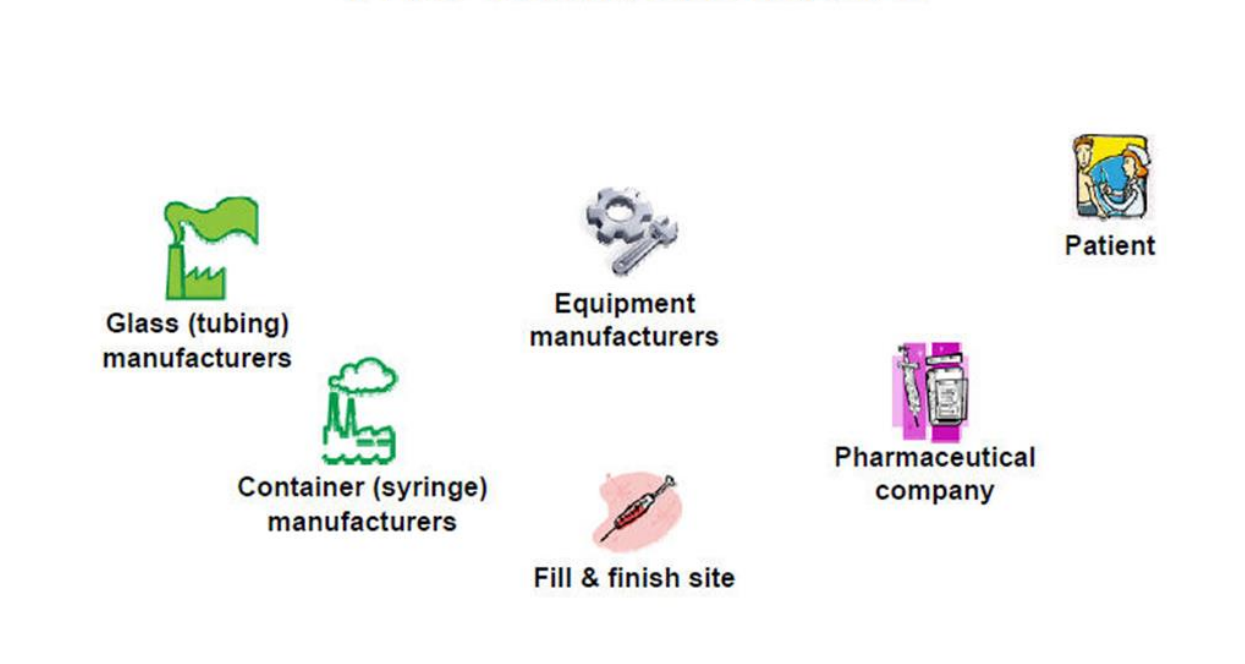 Patient
Glass (tubing)
manufacturers
Equipment
manufacturers
Container (syringe)
manufacturers
Pharmaceutical
company
Fill & finish site